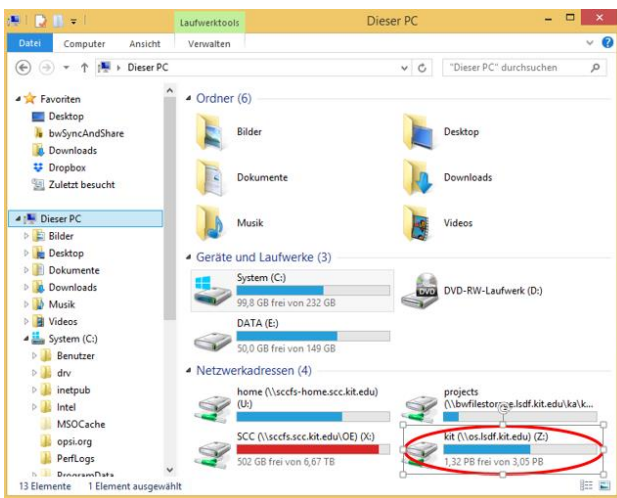 Laufwerktools
Dieser PC
Datei
Computer
Ansicht
Verwalten
Dieser PC
"Dieser PC" durchsuchen
Favoriten
Desktop
bwSyncAndShare
Downloads
Dropbox
Zuletzt besucht
Dieser PC
Bilder
Desktop
Dokumente
Downloads
Musik
Videos
System (C:)
Benutzer
drv
inetpub
Intel
MSOCache
opsi.org
PerfLogs
ProgramData
Ordner (6)
Bilder
Desktop
Dokumente
Downloads
Musik
Videos
Geräte und Laufwerke (3)
System (C:)
99,8 GB frei von 232 GB
DVD-RW-Laufwerk (D:)
DATA (E:)
50,0 GB frei von 149 GB
Netzwerkadressen (4)
home (\\sccfs-home.scc.kit.edu)
(U:)
projects
SCC (\\sccfs.scc.kit.edu\OE) (X:)
502 GB frei von 6,67 TB
kit (\\os.lsdf.kit.edu) (Z:)
1,32 PB frei von 3,05 PB
13 Elemente
1 Element ausgewählt